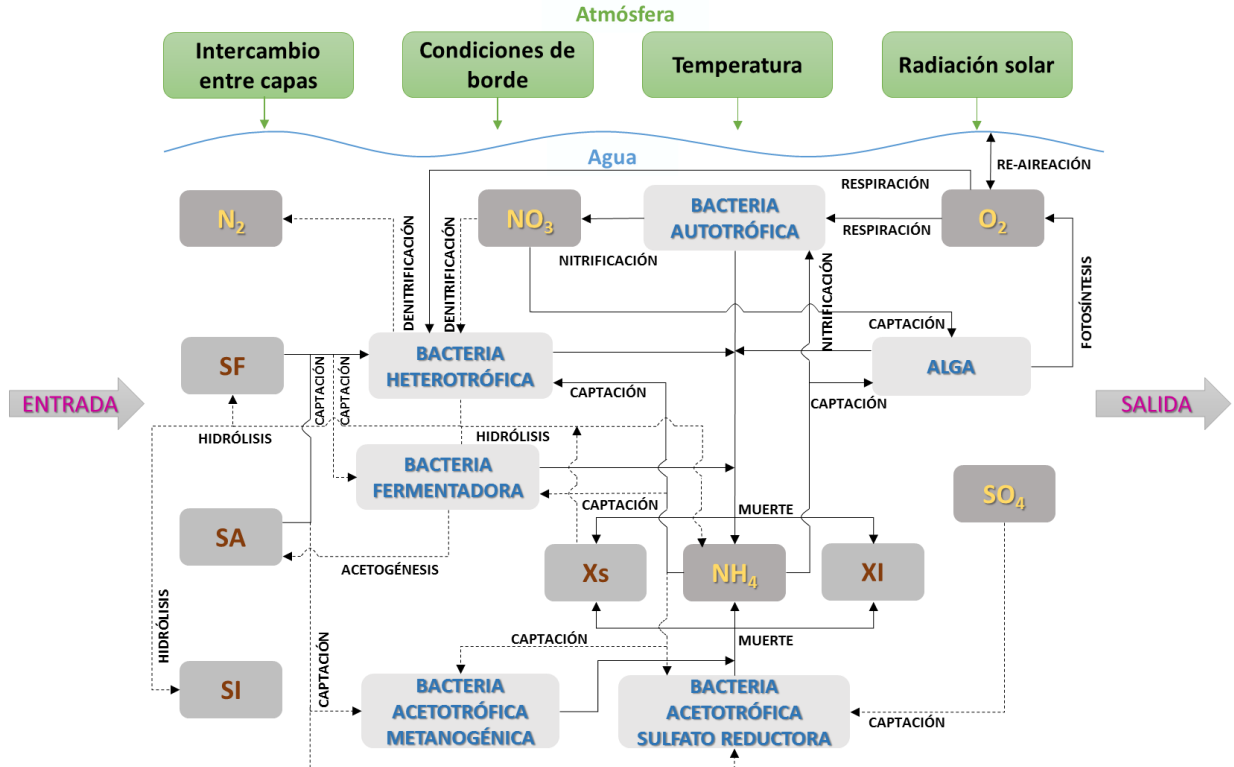 Atmósfera
Intercambio
entre capas
Condiciones de
borde
Temperatura
Radiación solar
Agua
RE-AIREACIÓN
RESPIRACIÓN
N2
NO3
BACTERIA
AUTOTRÓFICA
O2
RESPIRACIÓN
NITRIFICACIÓN
DENITRIFICACIÓN
DENITRIFICACIÓN
NITRIFICACIÓN
FOTOSÍNTESIS
CAPTACIÓN
SF
BACTERIA
HETEROTRÓFICA
ALGA
CAPTACIÓN
CAPTACIÓN
CAPTACIÓN
CAPTACIÓN
ENTRADA
SALIDA
HIDRÓLISIS
HIDRÓLISIS
BACTERIA
FERMENTADORA
SO4
CAPTACIÓN
MUERTE
SA
ACETOGÉNESIS
Xs
NH4
XI
HIDRÓLISIS
CAPTACIÓN
MUERTE
SI
CAPTACIÓN
BACTERIA
ACETOTRÓFICA
METANOGÉNICA
BACTERIA
ACETOTRÓFICA
SULFATO REDUCTORA
CAPTACIÓN